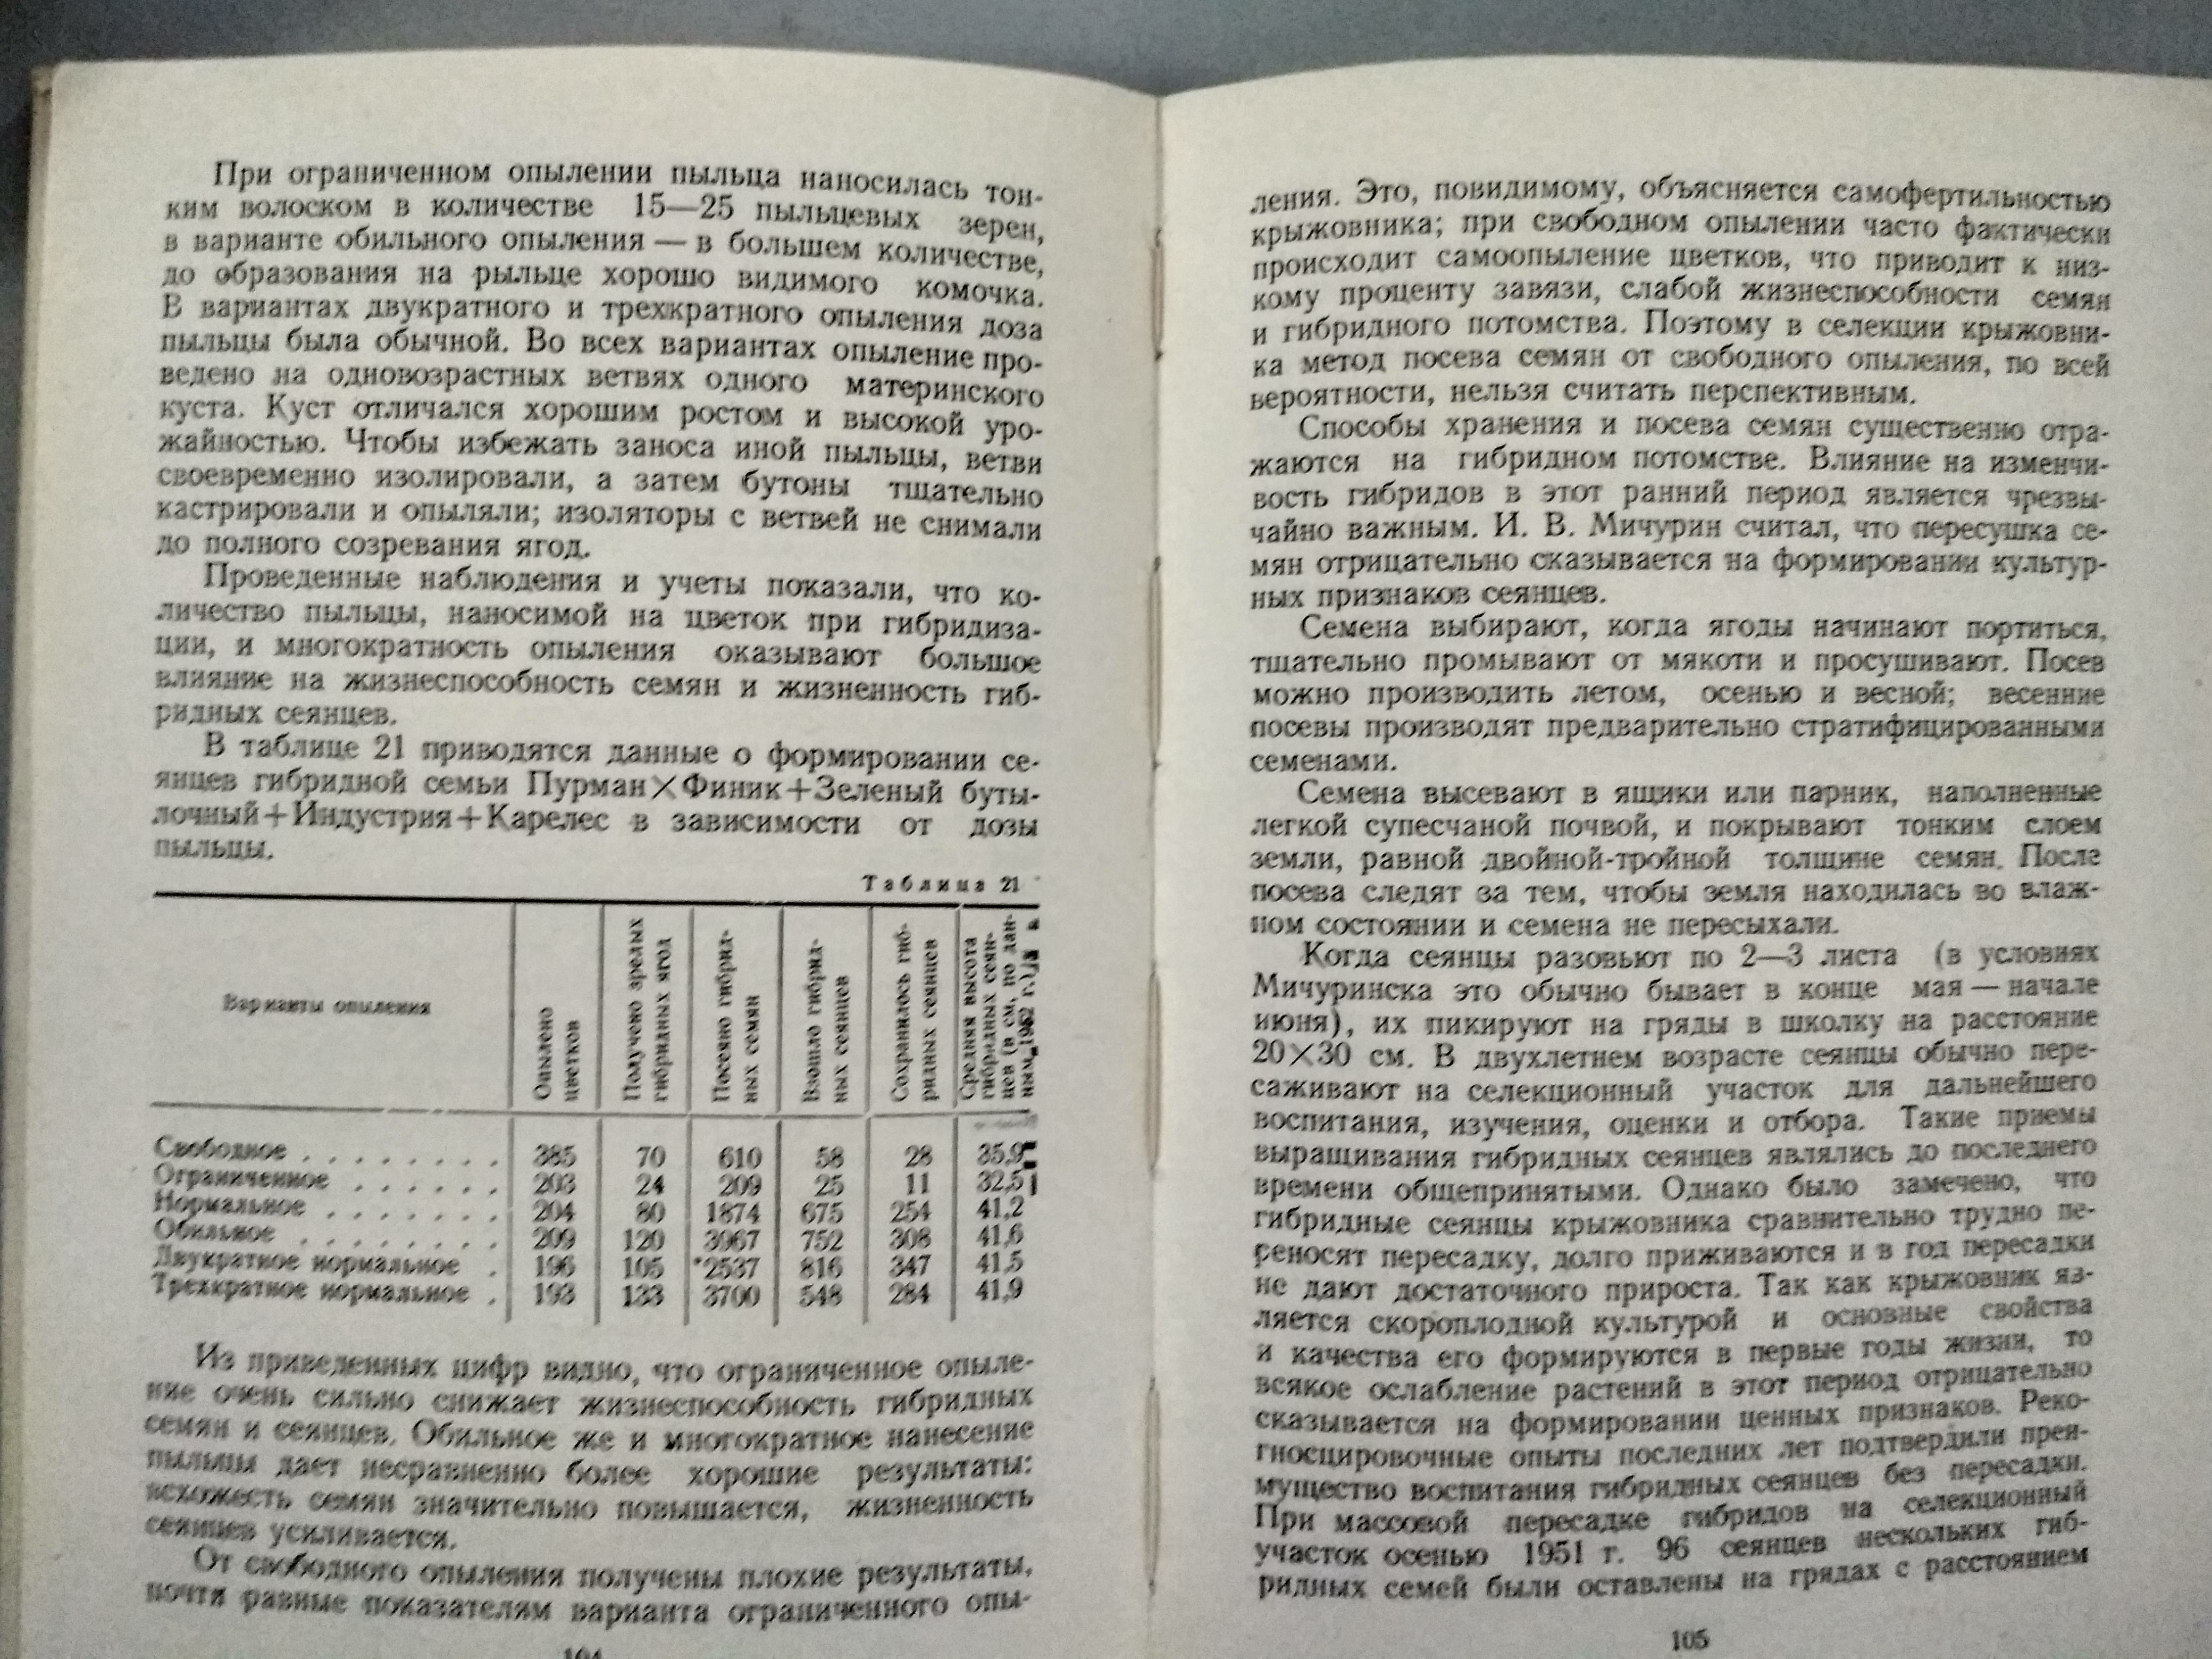 При ограниченном опылении пыльца наносилась тон-
ким волоском в количестве 15—25 пыльцевых зерен,
в варианте обильного опыления — в большем количестве,
до образования на рыльце хорошо видимого комочка.
В вариантах двукратного и трехкратного опыления доза
пыльцы была обычной. Во всех вариантах опыление про-
ведено на одновозрастных ветвях одного материнского
куста. Куст отличался хорошим ростом и высокой уро-
жайностью. Чтобы избежать заноса иной пыльцы, ветви
своевременно изолировали, а затем бутоны тщательно
кастрировали и опыляли; изоляторы с ветвей не снимали
до полного созревания ягод.
Проведенные наблюдения и учеты показали, что ко-
личество пыльцы, наносимой на цветок при гибридиза-
ции, и многократность опыления оказывают большое
влияние на жизнеспособность семян и жизненность гиб-
ридных сеянцев.
В таблице 21 приводятся данные о формировании се-
янцев гибридной семьи Пурман×Финик+Зеленый буты-
лочный+Индустрия+Карелес в зависимости от дозы
пыльцы.
Таблица 21
Варианты опыления
Опылено
цветков
Получено зрелых
гибридных ягод
Посеяно гибрид-
ных семян
Взошло гибрид-
ных сеянцев
Сохранилось гиб-
ридных сеянцев
Средняя высота
гибридных сеян-
цев (в см, по дан-
ным 1962 г.)
Свободное . . . . . . . . 385 70 610 58 28 35,9
Ограниченное . . . . . . 203 24 209 25 11 32,5
Нормальное . . . . . . . 204 80 1874 675 254 41,2
Обильное . . . . . . . . 209 120 3967 752 308 41,6
Двукратное нормальное . 196 105 2537 816 347 41,5
Трехкратное нормальное . 193 133 3700 548 284 41,9
Из приведенных цифр видно, что ограниченное опыле-
ние очень сильно снижает жизнеспособность гибридных
семян и сеянцев. Обильное же и многократное нанесение
пыльцы дает несравненно более хорошие результаты:
всхожесть семян значительно повышается, жизненность
сеянцев усиливается.
От свободного опыления получены плохие результаты,
почти равные показателям варианта ограниченного опы-
104
ления. Это, повидимому, объясняется самофертильностью
крыжовника; при свободном опылении часто фактически
происходит самоопыление цветков, что приводит к низ-
кому проценту завязи, слабой жизнеспособности семян
и гибридного потомства. Поэтому в селекции крыжовни-
ка метод посева семян от свободного опыления, по всей
вероятности, нельзя считать перспективным.
Способы хранения и посева семян существенно отра-
жаются на гибридном потомстве. Влияние на изменчи-
вость гибридов в этот ранний период является чрезвы-
чайно важным. И. В. Мичурин считал, что пересушка се-
мян отрицательно сказывается на формировании культур-
ных признаков сеянцев.
Семена выбирают, когда ягоды начинают портиться,
тщательно промывают от мякоти и просушивают. Посев
можно производить летом, осенью и весной; весенние
посевы производят предварительно стратифицированными
семенами.
Семена высевают в ящики или парник, наполненные
легкой супесчаной почвой, и покрывают тонким слоем
земли, равной двойной-тройной толщине семян. После
посева следят за тем, чтобы земля находилась во влаж-
ном состоянии и семена не пересыхали.
Когда сеянцы разовьют по 2—3 листа (в условиях
Мичуринска это обычно бывает в конце мая — начале
июня), их пикируют на гряды в школку на расстояние
20×30 см. В двухлетнем возрасте сеянцы обычно пере-
саживают на селекционный участок для дальнейшего
воспитания, изучения, оценки и отбора. Такие приемы
выращивания гибридных сеянцев являлись до последнего
времени общепринятыми. Однако было замечено, что
гибридные сеянцы крыжовника сравнительно трудно пе-
реносят пересадку, долго приживаются и в год пересадки
не дают достаточного прироста. Так как крыжовник яв-
ляется скороплодной культурой и основные свойства
и качества его формируются в первые годы жизни, то
всякое ослабление растений в этот период отрицательно
сказывается на формировании ценных признаков. Реко-
гносцировочные опыты последних лет подтвердили преи-
мущество воспитания гибридных сеянцев без пересадки.
При массовой пересадке гибридов на селекционный
участок осенью 1951 г. 96 сеянцев нескольких гиб-
ридных семей были оставлены на грядах с расстоянием
105